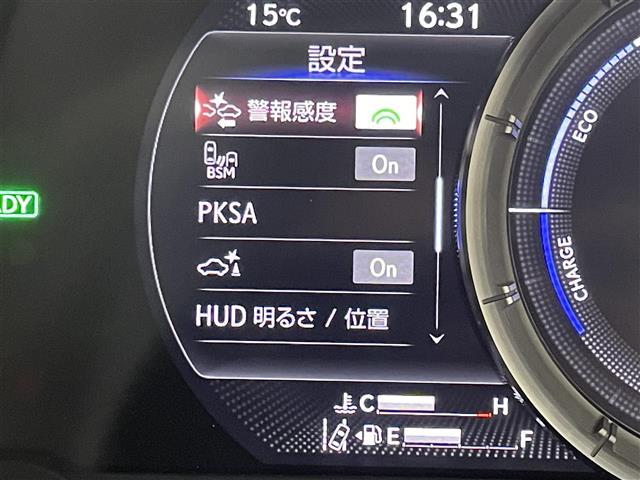 15℃ 16:31
設定
警報感度
BSM On
PKSA
On
HUD 明るさ / 位置
ECO
CHARGE
C H
E F